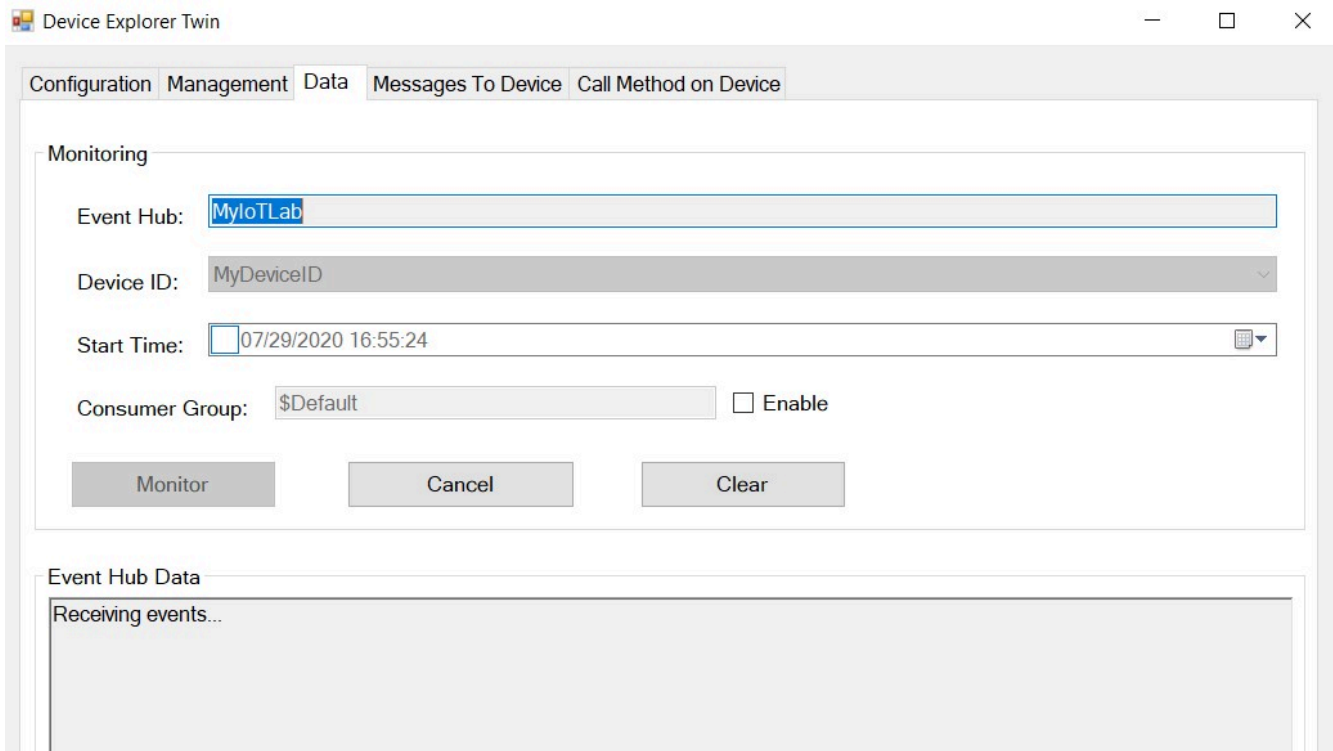 Device Explorer Twin
Configuration Management Data Messages To Device Call Method on Device
Monitoring
Event Hub: MyIoTLab
Device ID: MyDeviceID
Start Time: 07/29/2020 16:55:24
Consumer Group: $Default Enable
Monitor Cancel Clear
Event Hub Data
Receiving events...